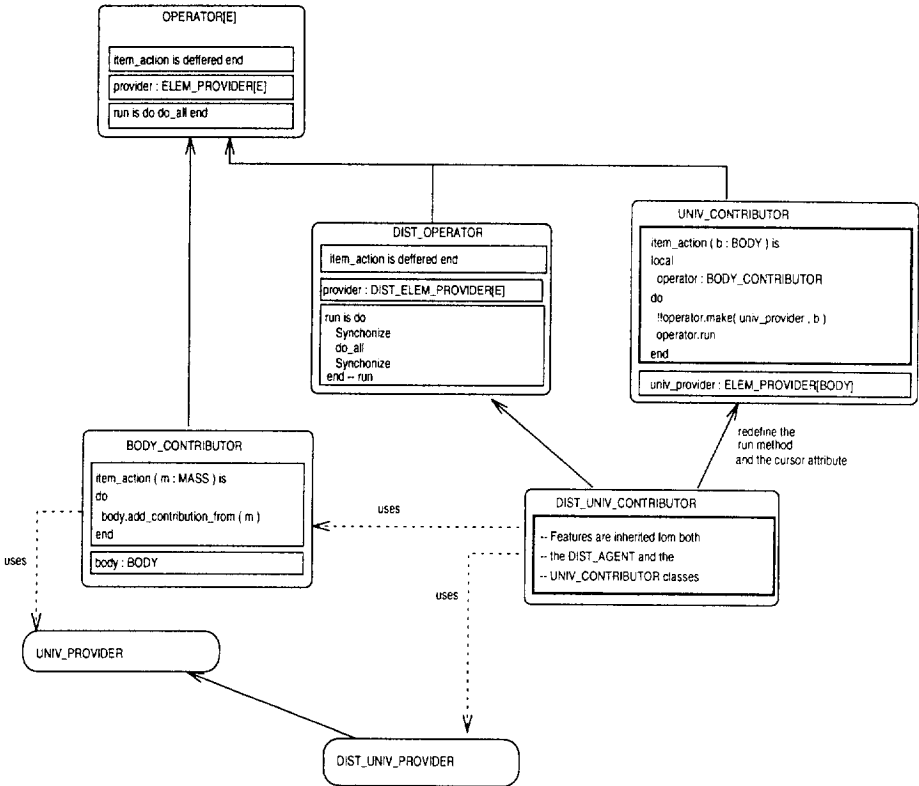 OPERATOR[E]
item_action is deffered end
provider : ELEM_PROVIDER[E]
run is do do_all end
DIST_OPERATOR
item_action is deffered end
provider : DIST_ELEM_PROVIDER[E]
run is do
Synchonize
do_all
Synchonize
end -- run
UNIV_CONTRIBUTOR
item_action ( b : BODY ) is
local
operator : BODY_CONTRIBUTOR
do
!!operator.make( univ_provider , b )
operator.run
end
univ_provider : ELEM_PROVIDER[BODY]
redefine the
run method
and the cursor attribute
BODY_CONTRIBUTOR
item_action ( m : MASS ) is
do
body.add_contribution_from ( m )
end
body : BODY
uses
uses
uses
DIST_UNIV_CONTRIBUTOR
-- Features are inherited fom both
-- the DIST_AGENT and the
-- UNIV_CONTRIBUTOR classes
UNIV_PROVIDER
DIST_UNIV_PROVIDER